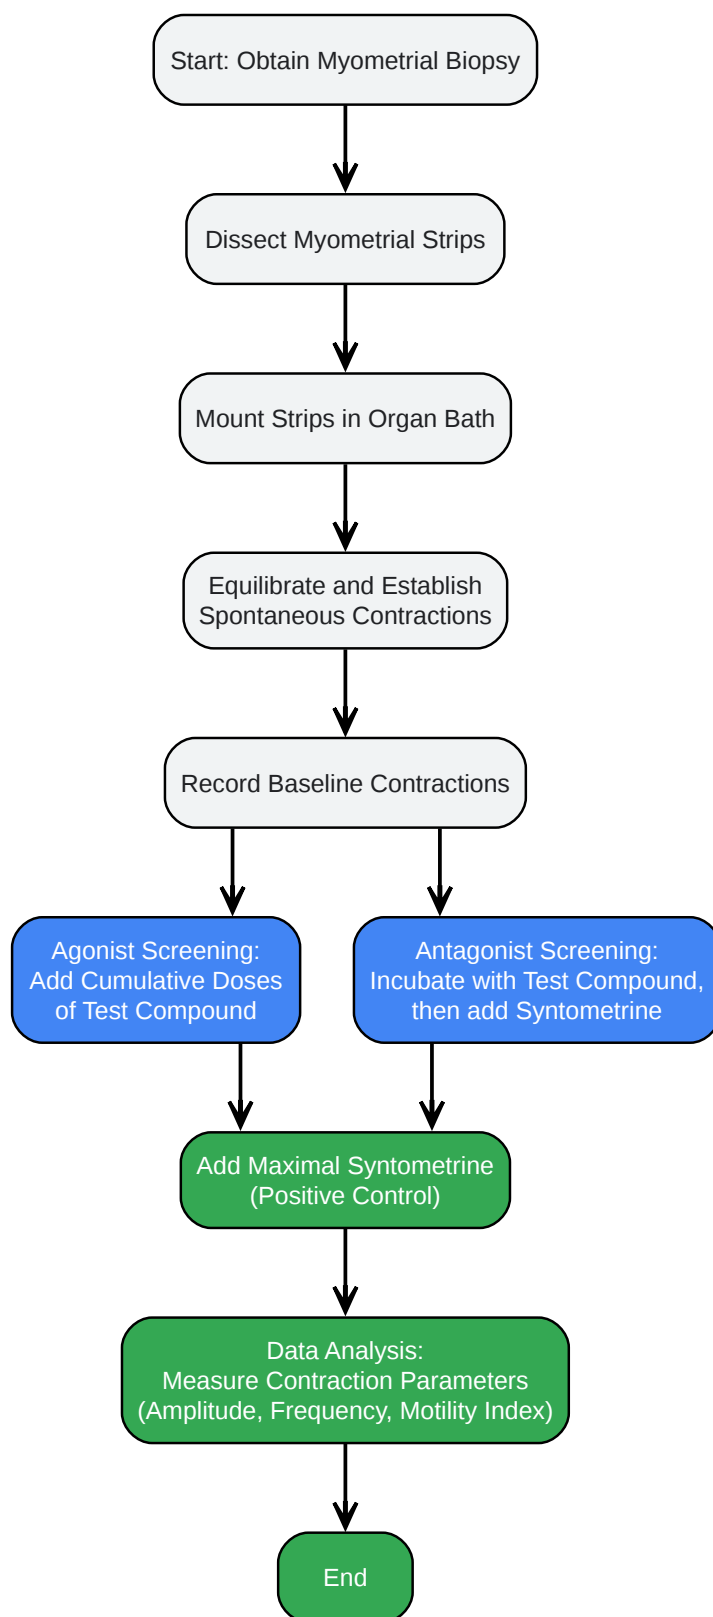 Start: Obtain Myometrial Biopsy
Dissect Myometrial Strips
Mount Strips in Organ Bath
Equilibrate and Establish
Spontaneous Contractions
Record Baseline Contractions
Agonist Screening:
Add Cumulative Doses
of Test Compound
Antagonist Screening:
Incubate with Test Compound,
then add Syntometrine
Add Maximal Syntometrine
(Positive Control)
Data Analysis:
Measure Contraction Parameters
(Amplitude, Frequency, Motility Index)
End